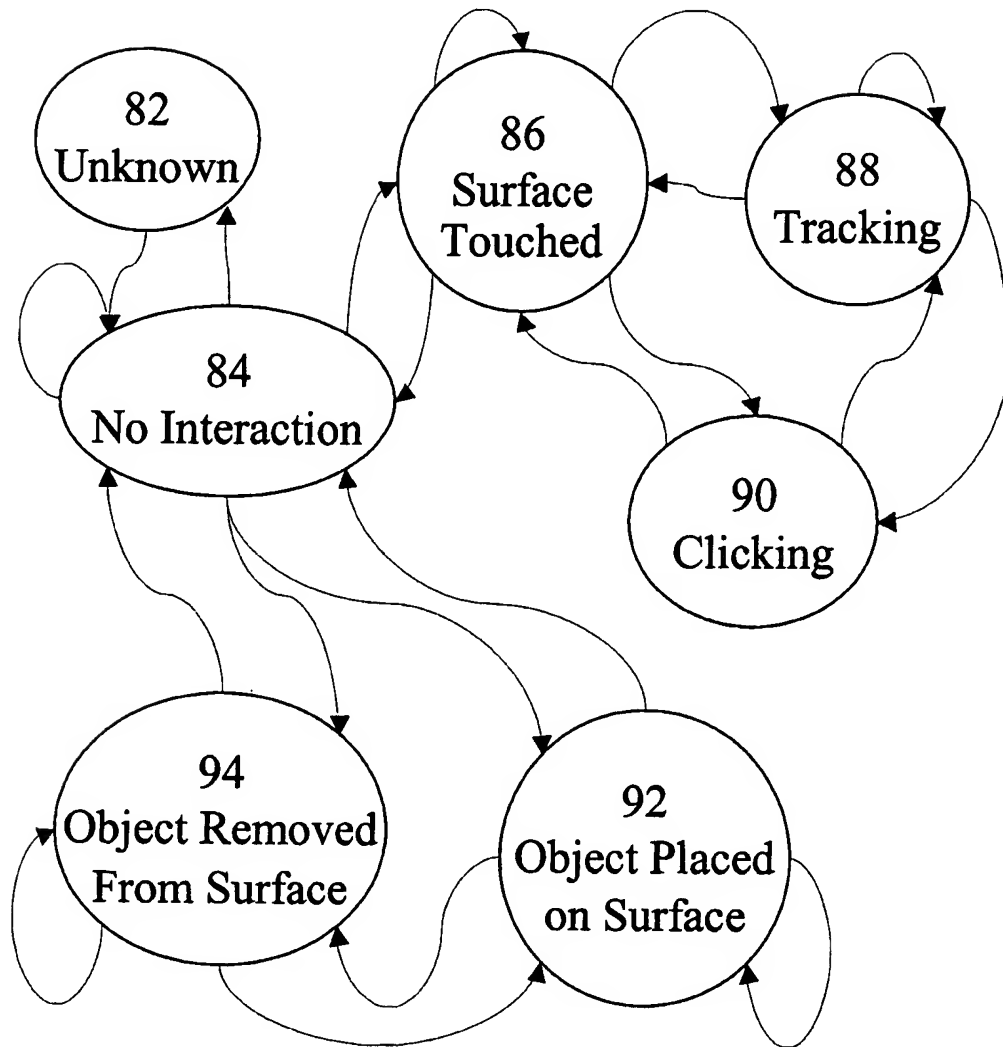 82
Unknown
86
Surface
Touched
88
Tracking
84
No Interaction
90
Clicking
94
Object Removed
From Surface
92
Object Placed
on Surface